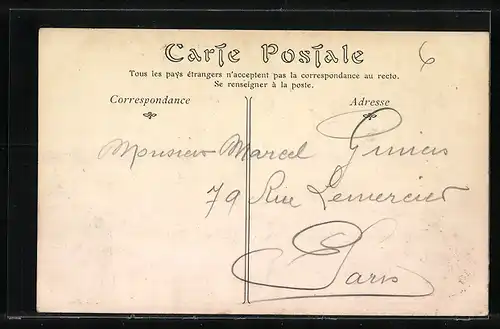 Carte Postale
6
Tous les pays étrangers n'acceptent pas la correspondance au recto.
Se renseigner à la poste.
Correspondance
Adresse
Monsieur Marcel
79 Rue Lemercier
Paris